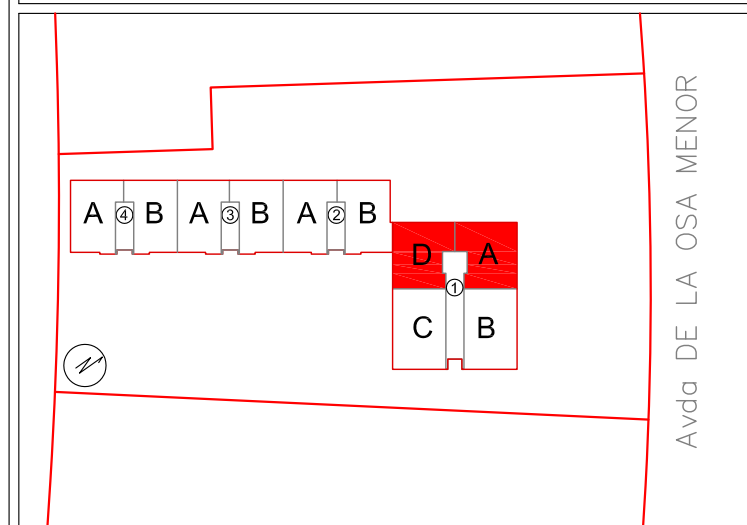 A 4 B A 3 B A 2 B
D A
1
C B
Avda DE LA OSA MENOR
N